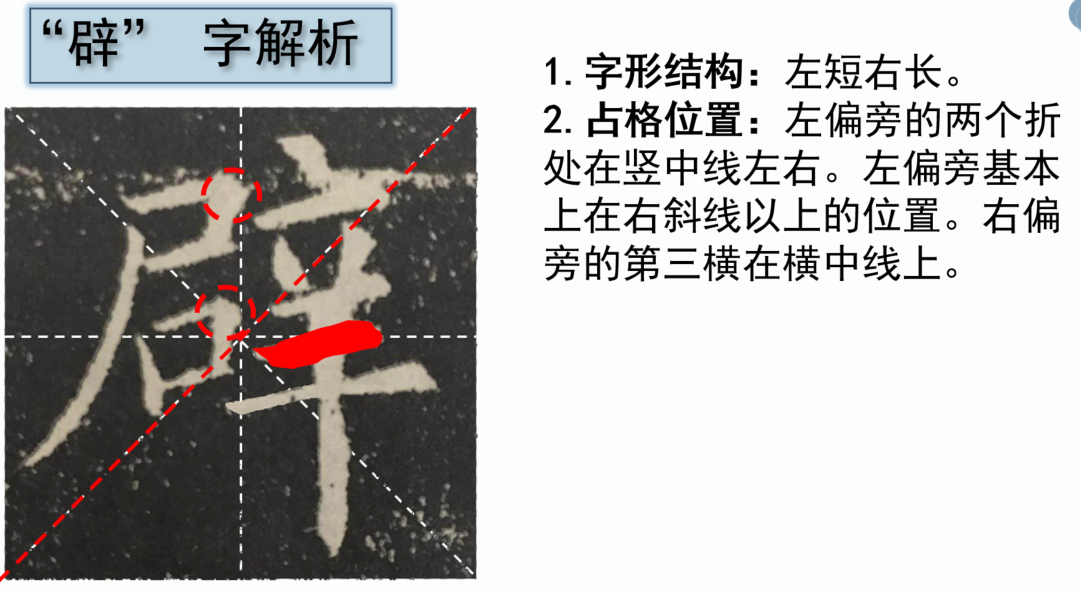 “辟” 字解析
1.字形结构：左短右长。
2.占格位置：左偏旁的两个折
处在竖中线左右。左偏旁基本
上在右斜线以上的位置。右偏
旁的第三横在横中线上。
辟